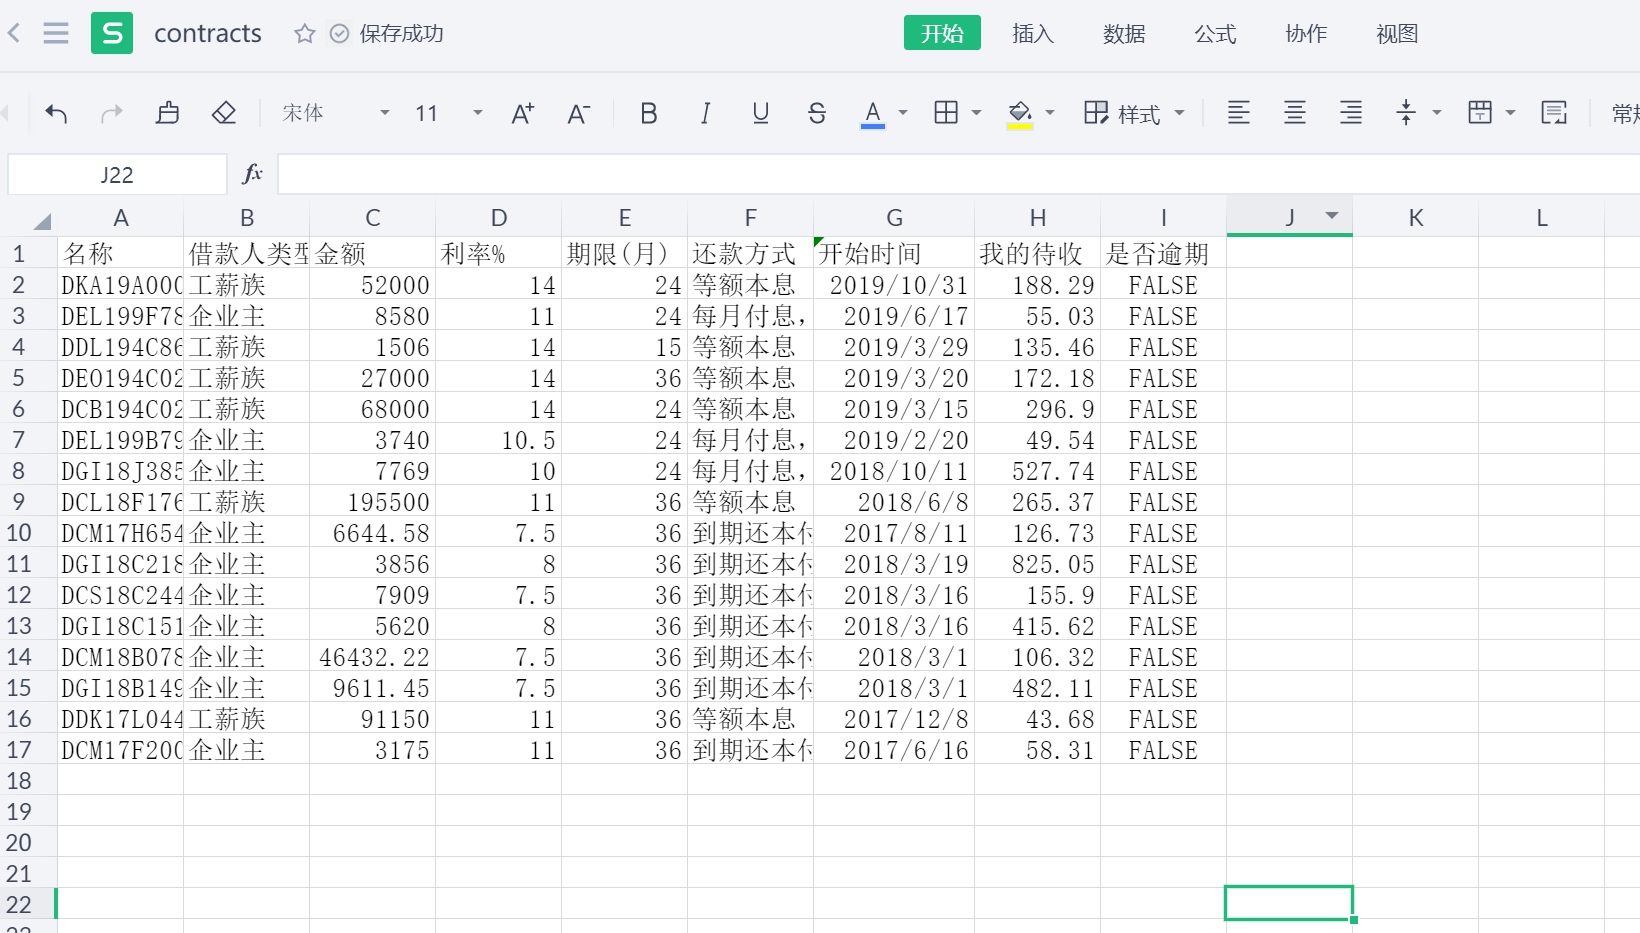 contracts 保存成功 开始 插入 数据 公式 协作 视图
宋体 11 A+ A- B I U S A 样式 常规
J22 fx
A B C D E F G H I J K L
1 名称 借款人类型 金额 利率% 期限(月) 还款方式 开始时间 我的待收 是否逾期
2 DKA19A000 工薪族 52000 14 24 等额本息 2019/10/31 188.29 FALSE
3 DEL199F78 企业主 8580 11 24 每月付息, 2019/6/17 55.03 FALSE
4 DDL194C86 工薪族 1506 14 15 等额本息 2019/3/29 135.46 FALSE
5 DEO194C02 工薪族 27000 14 36 等额本息 2019/3/20 172.18 FALSE
6 DCB194C02 工薪族 68000 14 24 等额本息 2019/3/15 296.9 FALSE
7 DEL199B79 企业主 3740 10.5 24 每月付息, 2019/2/20 49.54 FALSE
8 DGI18J385 企业主 7769 10 24 每月付息, 2018/10/11 527.74 FALSE
9 DCL18F176 工薪族 195500 11 36 等额本息 2018/6/8 265.37 FALSE
10 DCM17H654 企业主 6644.58 7.5 36 到期还本付 2017/8/11 126.73 FALSE
11 DGI18C218 企业主 3856 8 36 到期还本付 2018/3/19 825.05 FALSE
12 DCS18C244 企业主 7909 7.5 36 到期还本付 2018/3/16 155.9 FALSE
13 DGI18C151 企业主 5620 8 36 到期还本付 2018/3/16 415.62 FALSE
14 DCM18B078 企业主 46432.22 7.5 36 到期还本付 2018/3/1 106.32 FALSE
15 DGI18B149 企业主 9611.45 7.5 36 到期还本付 2018/3/1 482.11 FALSE
16 DDK17L044 工薪族 91150 11 36 等额本息 2017/12/8 43.68 FALSE
17 DCM17F200 企业主 3175 11 36 到期还本付 2017/6/16 58.31 FALSE
18
19
20
21
22